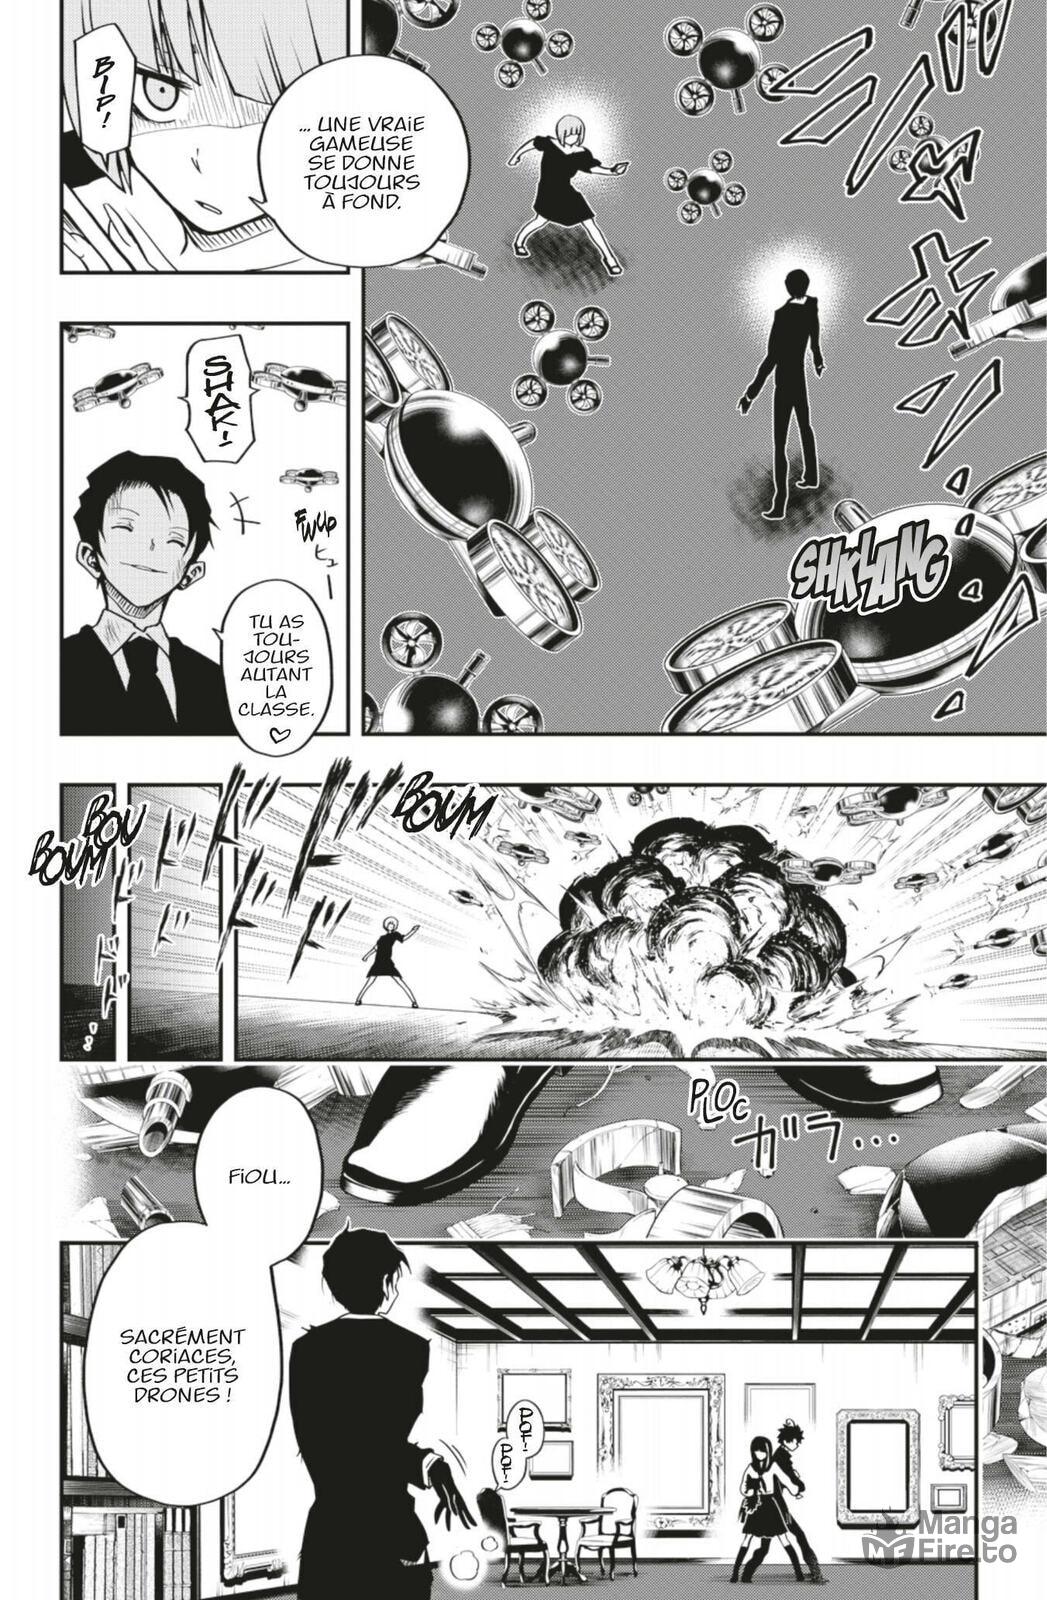 ... UNE VRAIE
GAMEUSE
SE DONNE
TOUJOURS
À FOND.
BIP!
SHKLANG
SHAK!
FWUP
ヒュー
TU AS
TOU-
JOURS
AUTANT
LA
CLASSE.
♡
BOUM
BOU
BOUM
ドドドド
PLOC
ガラ...
FIOU...
SACRÉMENT
CORIACES,
CES PETITS
DRONES !
POF!
POF!
Manga
Fire.to